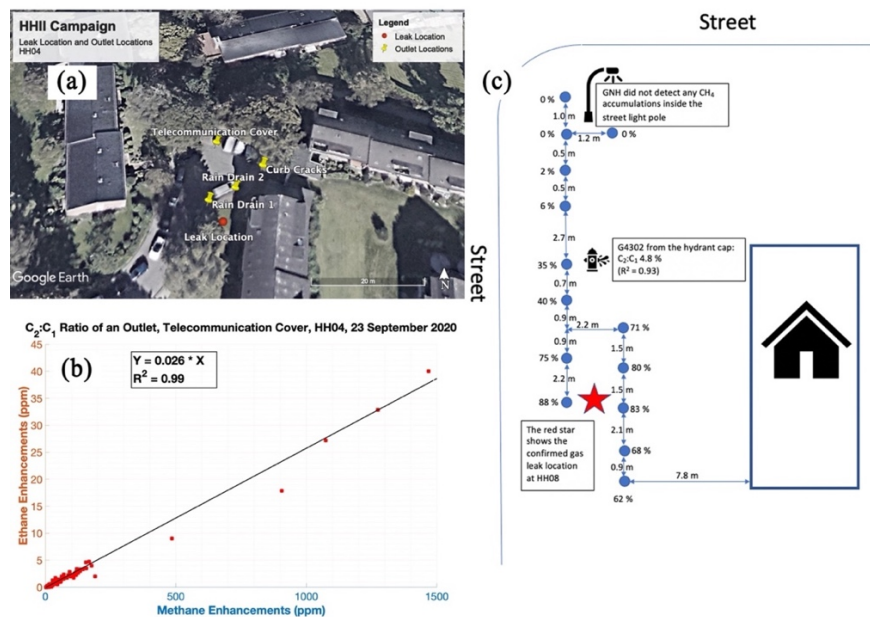 HHII Campaign
Leak Location and Outlet Locations
HH04
Legend
Leak Location
Outlet Locations
(a)
Telecommunication Cover
Curb Cracks
Rain Drain 2
Rain Drain 1
Leak Location
Google Earth
20 m
N
C2:C1 Ratio of an Outlet, Telecommunication Cover, HH04, 23 September 2020
(b)
Y = 0.026 * X
R² = 0.99
Ethane Enhancements (ppm)
45
40
35
30
25
20
15
10
5
0
0
500
1000
1500
Methane Enhancements (ppm)
Street
(c)
Street
GNH did not detect any CH₄
accumulations inside the
street light pole
0 %
1.0 m
0 %
1.2 m
0 %
0.5 m
2 %
0.5 m
6 %
2.7 m
G4302 from the hydrant cap:
C₂:C₁ 4.8 %
(R² = 0.93)
35 %
0.7 m
40 %
0.9 m
2.2 m
71 %
0.9 m
1.5 m
75 %
80 %
2.2 m
1.5 m
88 %
83 %
The red star
shows the
confirmed gas
leak location
at HH08
2.1 m
68 %
0.9 m
7.8 m
62 %